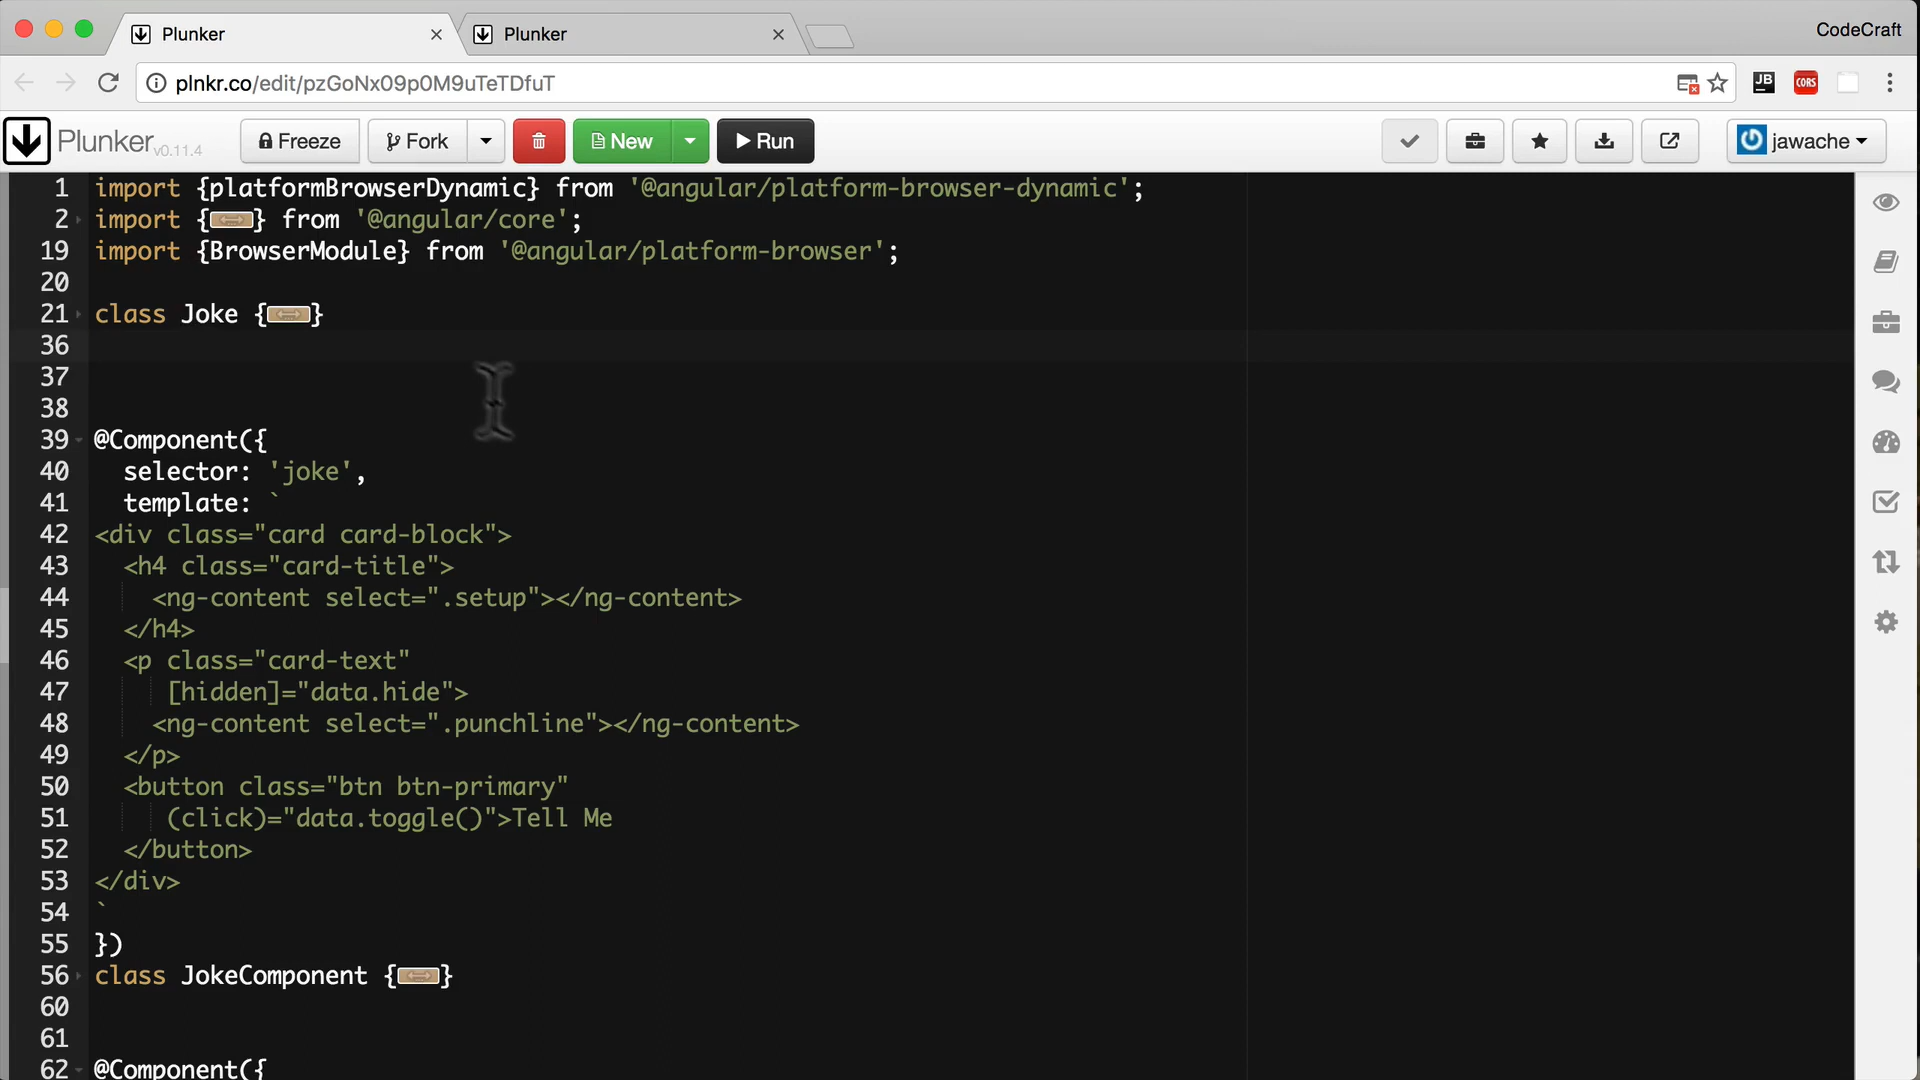 Plunker
Plunker
CodeCraft
plnkr.co/edit/pzGoNx09p0M9uTeTDfuT
JB
CORS
Plunker v0.11.4
Freeze
Fork
New
Run
jawache
1 import {platformBrowserDynamic} from '@angular/platform-browser-dynamic';
2 import {} from '@angular/core';
19 import {BrowserModule} from '@angular/platform-browser';
20
21 class Joke {}
36
37
38
39 @Component({
40 selector: 'joke',
41 template: `
42 <div class="card card-block">
43 <h4 class="card-title">
44 <ng-content select=".setup"></ng-content>
45 </h4>
46 <p class="card-text"
47 [hidden]="data.hide">
48 <ng-content select=".punchline"></ng-content>
49 </p>
50 <button class="btn btn-primary"
51 (click)="data.toggle()">Tell Me
52 </button>
53 </div>
54 `
55 })
56 class JokeComponent {}
60
61
62 @Component({